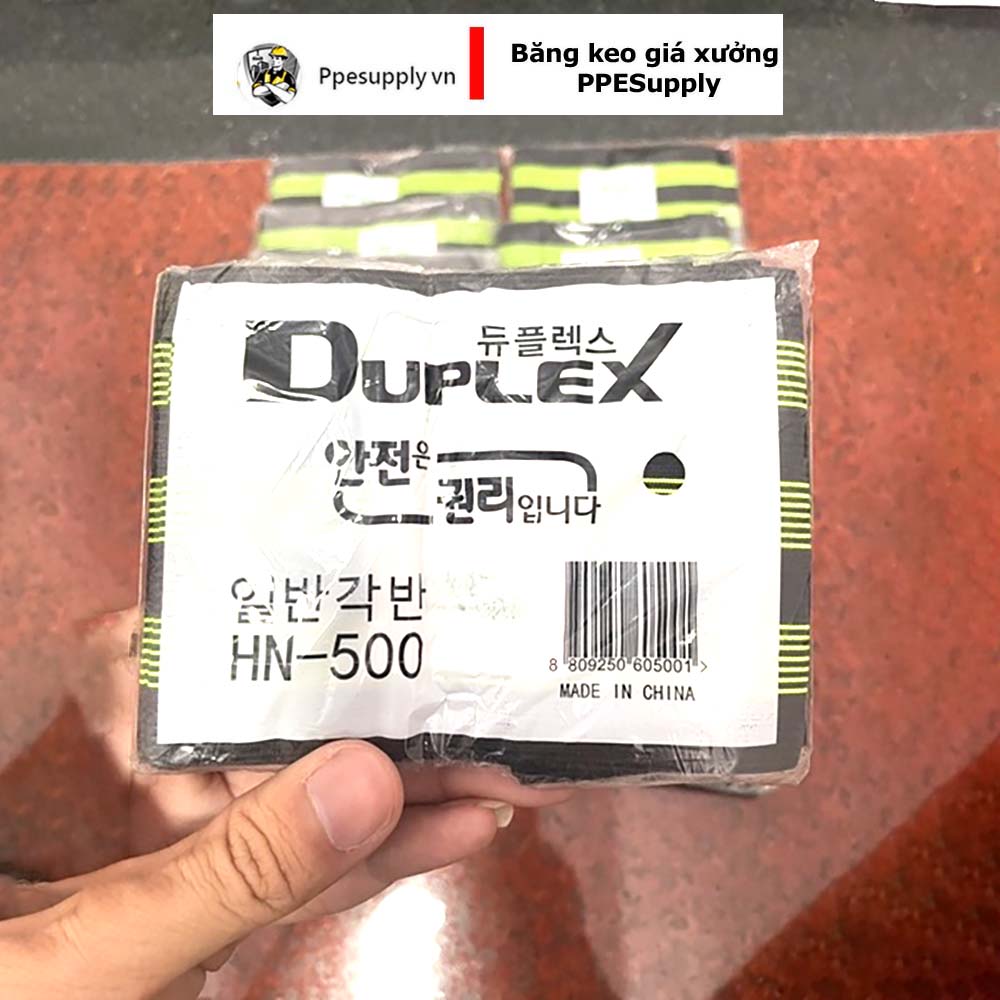 Ppesupply vn
Băng keo giá xưởng
PPESupply
듀플렉스
DUPLEX
안전은
권리입니다
일반각반
HN-500
8 809250 605001 >
MADE IN CHINA